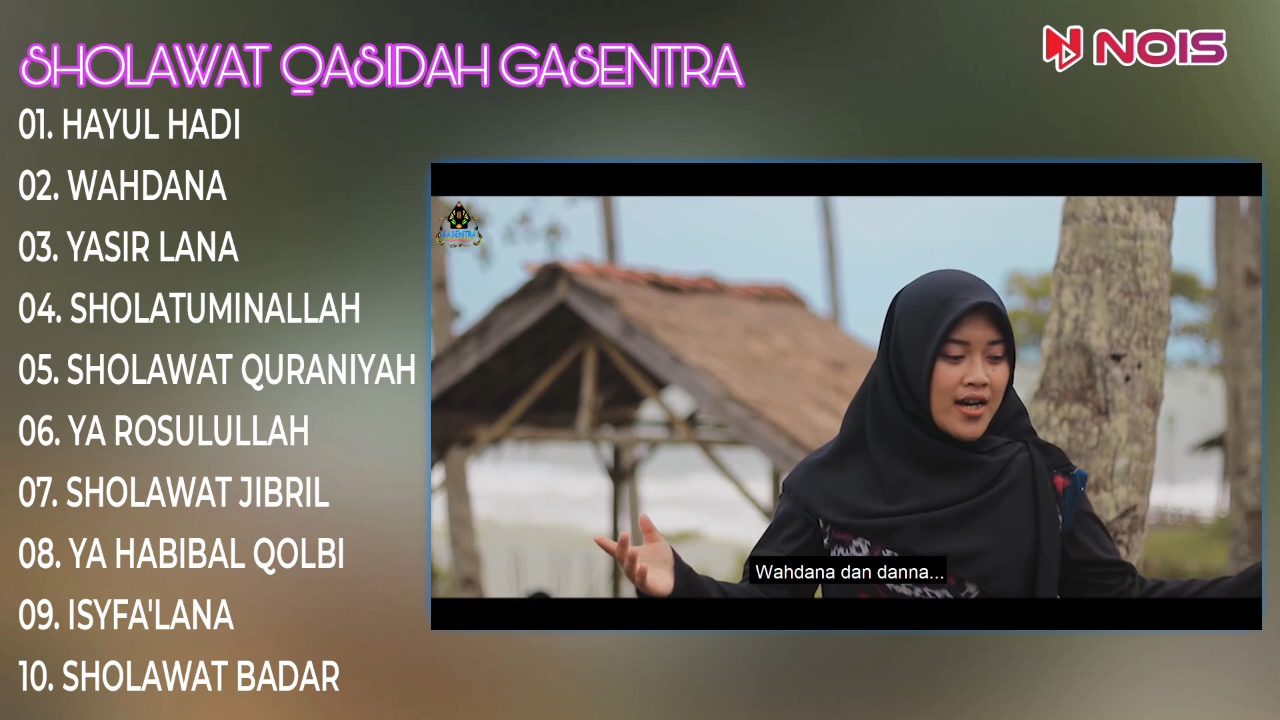 SHOLAWAT QASIDAH GASENTRA
NOIS
01. HAYUL HADI
02. WAHDANA
03. YASIR LANA
04. SHOLATUMINALLAH
05. SHOLAWAT QURANIYAH
06. YA ROSULULLAH
07. SHOLAWAT JIBRIL
08. YA HABIBAL QOLBI
09. ISYFA'LANA
10. SHOLAWAT BADAR
GASENTRA
Wahdana dan danna...